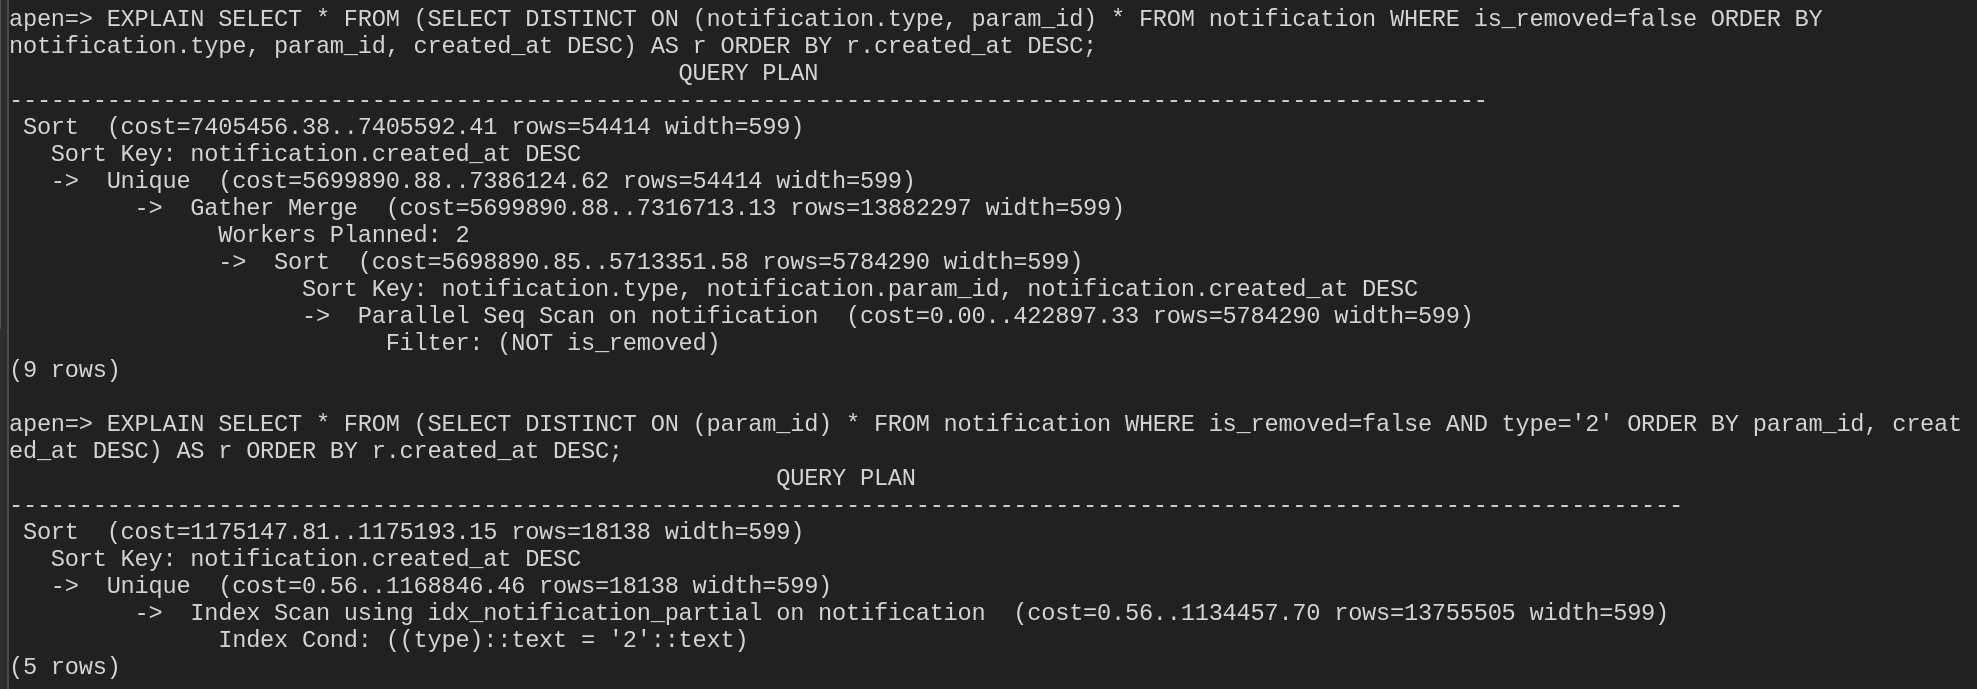 apen=> EXPLAIN SELECT * FROM (SELECT DISTINCT ON (notification.type, param_id) * FROM notification WHERE is_removed=false ORDER BY
notification.type, param_id, created_at DESC) AS r ORDER BY r.created_at DESC;
                                                QUERY PLAN
----------------------------------------------------------------------------------------------------------
 Sort  (cost=7405456.38..7405592.41 rows=54414 width=599)
   Sort Key: notification.created_at DESC
   ->  Unique  (cost=5699890.88..7386124.62 rows=54414 width=599)
         ->  Gather Merge  (cost=5699890.88..7316713.13 rows=13882297 width=599)
               Workers Planned: 2
               ->  Sort  (cost=5698890.85..5713351.58 rows=5784290 width=599)
                     Sort Key: notification.type, notification.param_id, notification.created_at DESC
                     ->  Parallel Seq Scan on notification  (cost=0.00..422897.33 rows=5784290 width=599)
                           Filter: (NOT is_removed)
(9 rows)

apen=> EXPLAIN SELECT * FROM (SELECT DISTINCT ON (param_id) * FROM notification WHERE is_removed=false AND type='2' ORDER BY param_id, creat
ed_at DESC) AS r ORDER BY r.created_at DESC;
                                                       QUERY PLAN
------------------------------------------------------------------------------------------------------------------------
 Sort  (cost=1175147.81..1175193.15 rows=18138 width=599)
   Sort Key: notification.created_at DESC
   ->  Unique  (cost=0.56..1168846.46 rows=18138 width=599)
         ->  Index Scan using idx_notification_partial on notification  (cost=0.56..1134457.70 rows=13755505 width=599)
               Index Cond: ((type)::text = '2'::text)
(5 rows)